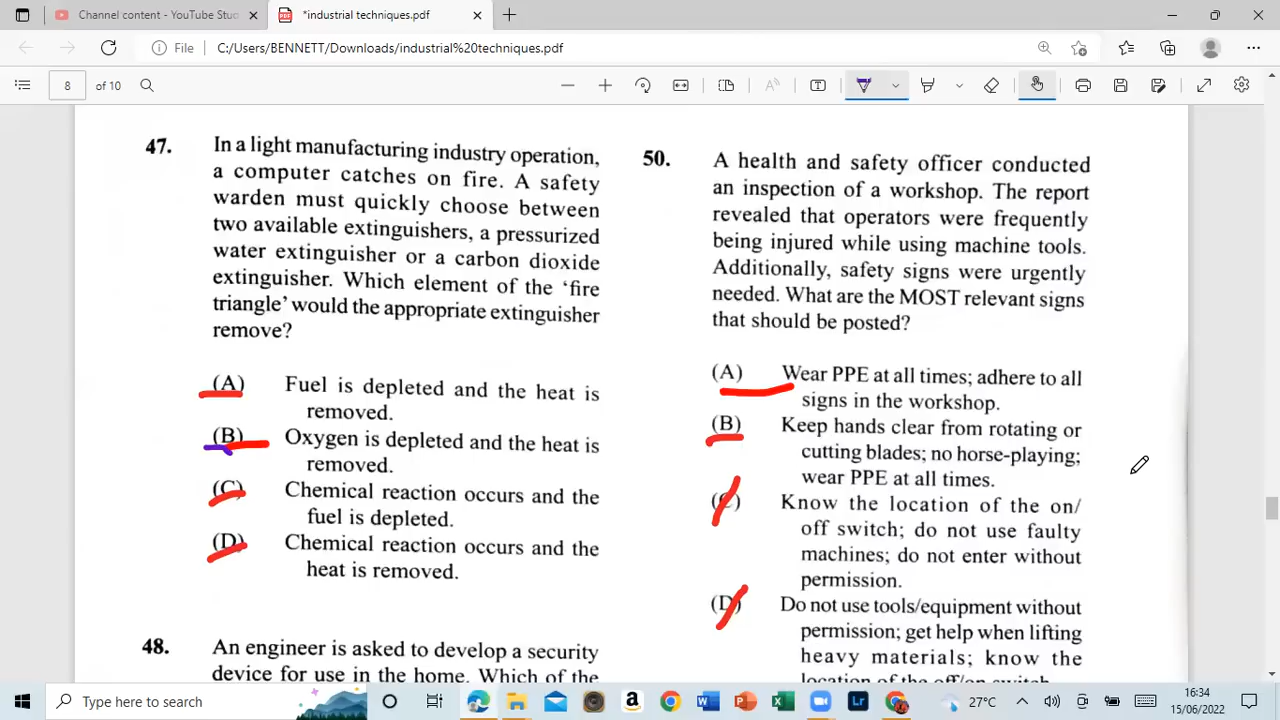 Channel content - YouTube Stud
*industrial techniques.pdf
File
C:/Users/BENNETT/Downloads/industrial%20techniques.pdf
8 of 10
47. In a light manufacturing industry operation,
a computer catches on fire. A safety
warden must quickly choose between
two available extinguishers, a pressurized
water extinguisher or a carbon dioxide
extinguisher. Which element of the ‘fire
triangle’ would the appropriate extinguisher
remove?
(A) Fuel is depleted and the heat is
removed.
(B) Oxygen is depleted and the heat is
removed.
(C) Chemical reaction occurs and the
fuel is depleted.
(D) Chemical reaction occurs and the
heat is removed.
48. An engineer is asked to develop a security
device for use in the home. Which of the
50. A health and safety officer conducted
an inspection of a workshop. The report
revealed that operators were frequently
being injured while using machine tools.
Additionally, safety signs were urgently
needed. What are the MOST relevant signs
that should be posted?
(A) Wear PPE at all times; adhere to all
signs in the workshop.
(B) Keep hands clear from rotating or
cutting blades; no horse-playing;
wear PPE at all times.
(C) Know the location of the on/
off switch; do not use faulty
machines; do not enter without
permission.
(D) Do not use tools/equipment without
permission; get help when lifting
heavy materials; know the
location of the off/on switch
Type here to search
27°C
16:34
15/06/2022